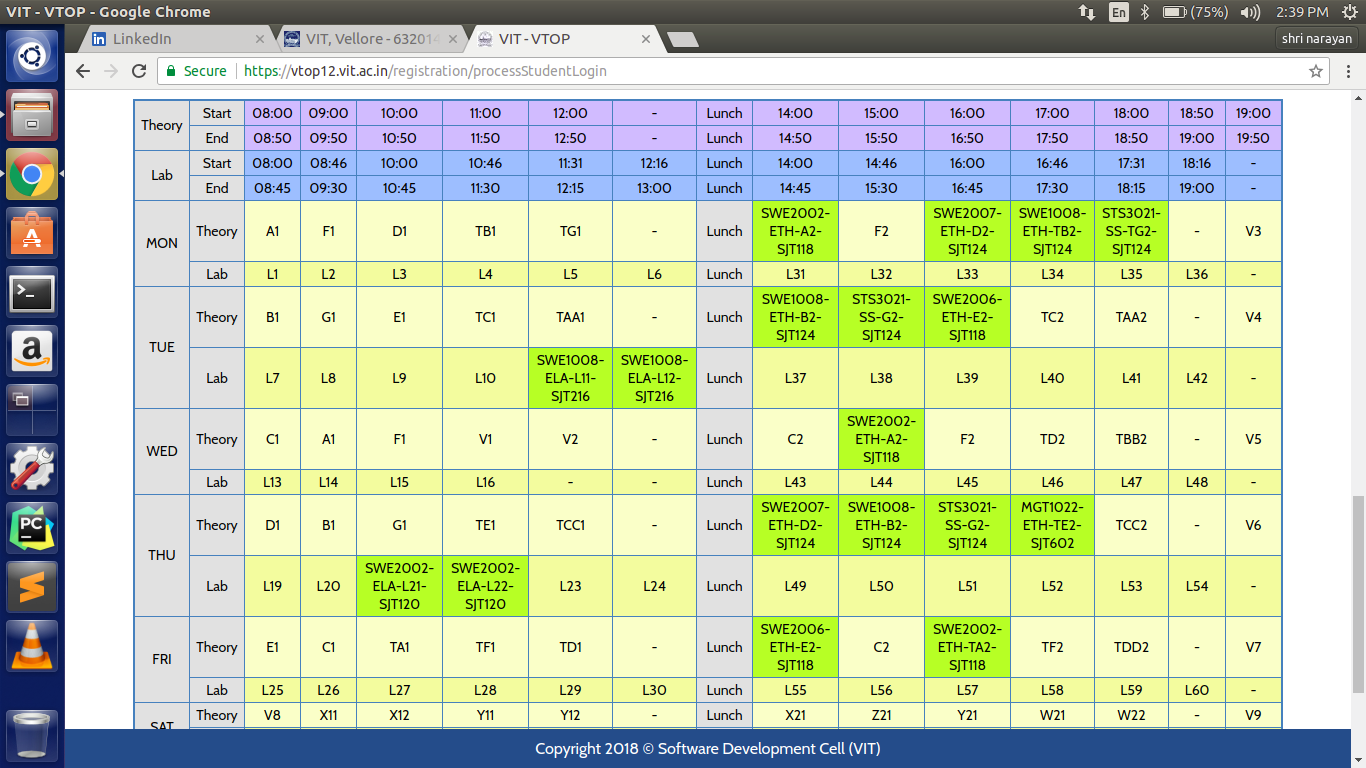 VIT - VTOP - Google Chrome
En
(75%)
2:39 PM
LinkedIn
VIT, Vellore - 63201
VIT - VTOP
shri narayan
Secure
https://vtop12.vit.ac.in/registration/processStudentLogin
Theory Start 08:00 09:00 10:00 11:00 12:00 - Lunch 14:00 15:00 16:00 17:00 18:00 18:50 19:00
End 08:50 09:50 10:50 11:50 12:50 - Lunch 14:50 15:50 16:50 17:50 18:50 19:00 19:50
Lab Start 08:00 08:46 10:00 10:46 11:31 12:16 Lunch 14:00 14:46 16:00 16:46 17:31 18:16 -
End 08:45 09:30 10:45 11:30 12:15 13:00 Lunch 14:45 15:30 16:45 17:30 18:15 19:00 -
MON Theory A1 F1 D1 TB1 TG1 - Lunch SWE2002-ETH-A2-SJT118 F2 SWE2007-ETH-D2-SJT124 SWE1008-ETH-TB2-SJT124 STS3021-SS-TG2-SJT124 - V3
Lab L1 L2 L3 L4 L5 L6 Lunch L31 L32 L33 L34 L35 L36 -
TUE Theory B1 G1 E1 TC1 TAA1 - Lunch SWE1008-ETH-B2-SJT124 STS3021-SS-G2-SJT124 SWE2006-ETH-E2-SJT118 TC2 TAA2 - V4
Lab L7 L8 L9 L10 SWE1008-ELA-L11-SJT216 SWE1008-ELA-L12-SJT216 Lunch L37 L38 L39 L40 L41 L42 -
WED Theory C1 A1 F1 V1 V2 - Lunch C2 SWE2002-ETH-A2-SJT118 F2 TD2 TBB2 - V5
Lab L13 L14 L15 L16 - - Lunch L43 L44 L45 L46 L47 L48 -
THU Theory D1 B1 G1 TE1 TCC1 - Lunch SWE2007-ETH-D2-SJT124 SWE1008-ETH-B2-SJT124 STS3021-SS-G2-SJT124 MGT1022-ETH-TE2-SJT602 TCC2 - V6
Lab L19 L20 SWE2002-ELA-L21-SJT120 SWE2002-ELA-L22-SJT120 L23 L24 Lunch L49 L50 L51 L52 L53 L54 -
FRI Theory E1 C1 TA1 TF1 TD1 - Lunch SWE2006-ETH-E2-SJT118 C2 SWE2002-ETH-TA2-SJT118 TF2 TDD2 - V7
Lab L25 L26 L27 L28 L29 L30 Lunch L55 L56 L57 L58 L59 L60 -
SAT Theory V8 X11 X12 Y11 Y12 - Lunch X21 Z21 Y21 W21 W22 - V9
Copyright 2018 © Software Development Cell (VIT)